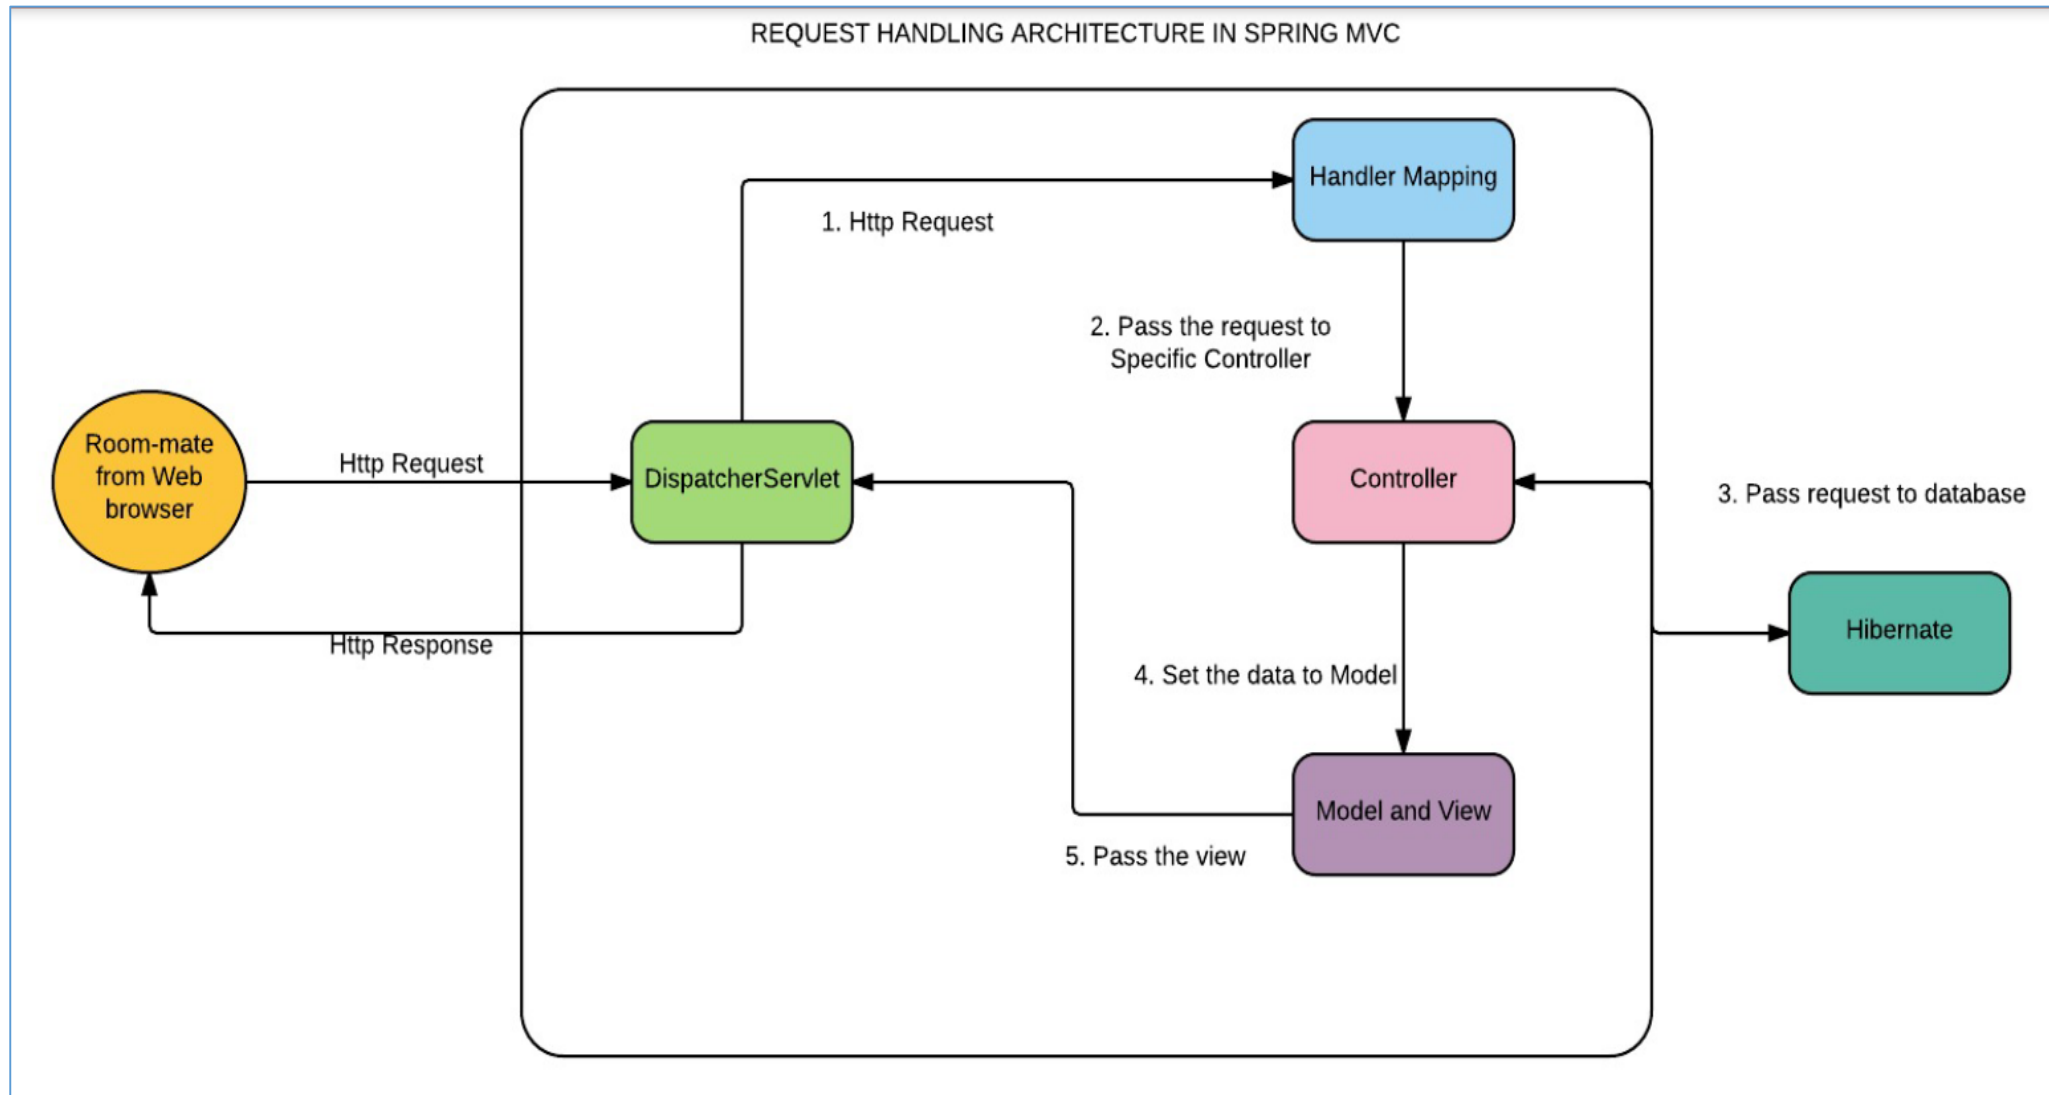 REQUEST HANDLING ARCHITECTURE IN SPRING MVC
Handler Mapping
1. Http Request
2. Pass the request to
Specific Controller
Room-mate
from Web
browser
Http Request
DispatcherServlet
Controller
3. Pass request to database
Http Response
Hibernate
4. Set the data to Model
Model and View
5. Pass the view